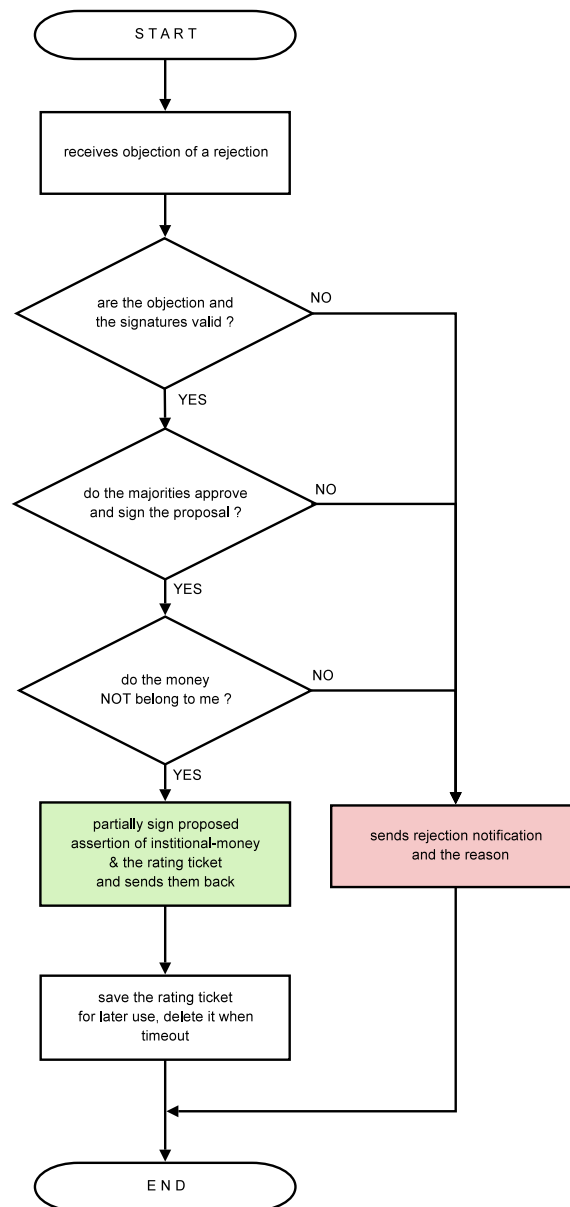 S T A R T
receives objection of a rejection
are the objection and
the signatures valid ?
NO
YES
do the majorities approve
and sign the proposal ?
NO
YES
do the money
NOT belong to me ?
NO
YES
partially sign proposed
assertion of institional-money
& the rating ticket
and sends them back
sends rejection notification
and the reason
save the rating ticket
for later use, delete it when
timeout
E N D